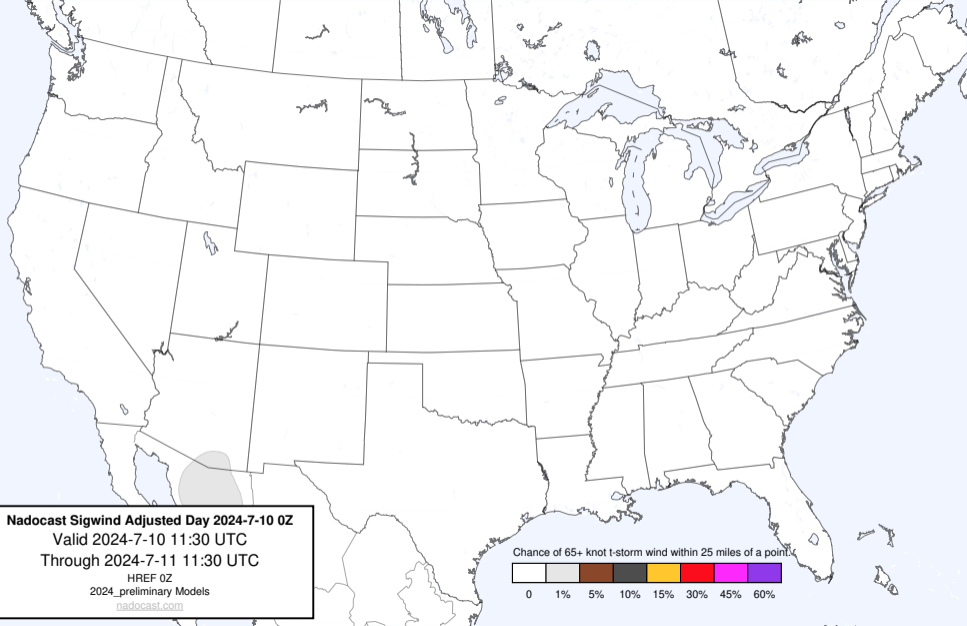 Nadocast Sigwind Adjusted Day 2024-7-10 0Z
Valid 2024-7-10 11:30 UTC
Through 2024-7-11 11:30 UTC
HREF 0Z
2024_preliminary Models
nadocast.com
Chance of 65+ knot t-storm wind within 25 miles of a point.
0 1% 5% 10% 15% 30% 45% 60%